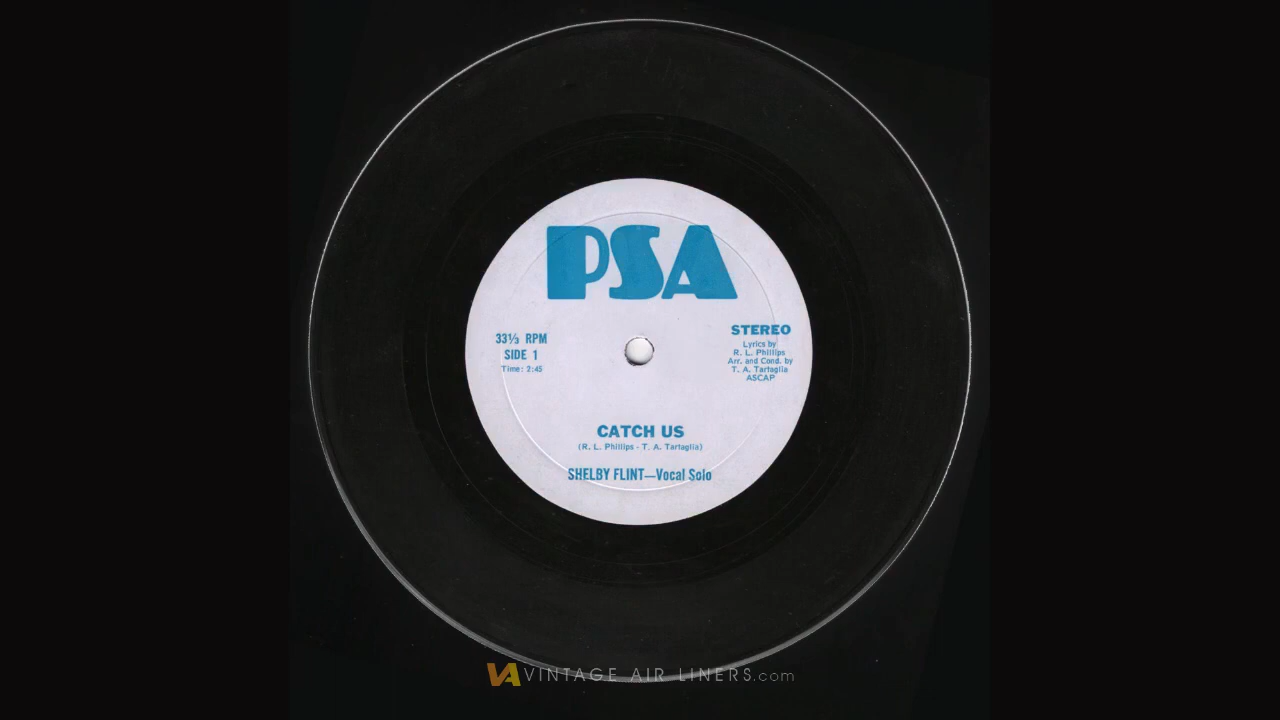 PSA
33⅓ RPM
SIDE 1
Time: 2:45
STEREO
Lyrics by
R. L. Phillips
Arr. and Cond. by
T. A. Tartaglia
ASCAP
CATCH US
(R. L. Phillips - T. A. Tartaglia)
SHELBY FLINT—Vocal Solo
VA VINTAGE AIR LINERS.com